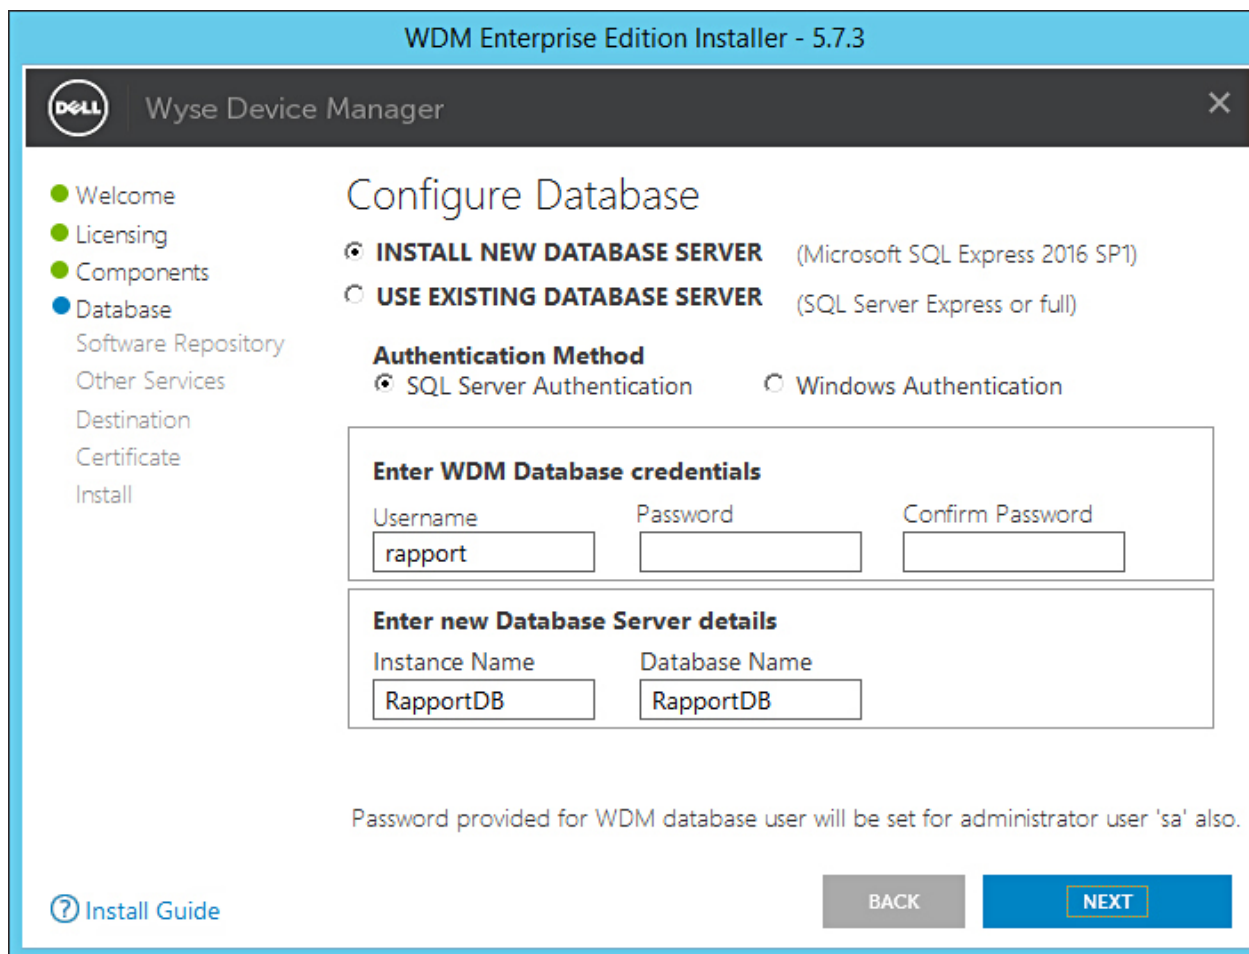 WDM Enterprise Edition Installer - 5.7.3
DELL
Wyse Device Manager
Welcome
Licensing
Components
Database
Software Repository
Other Services
Destination
Certificate
Install
Configure Database
INSTALL NEW DATABASE SERVER (Microsoft SQL Express 2016 SP1)
USE EXISTING DATABASE SERVER (SQL Server Express or full)
Authentication Method
SQL Server Authentication Windows Authentication
Enter WDM Database credentials
Username Password Confirm Password
rapport
Enter new Database Server details
Instance Name Database Name
RapportDB RapportDB
Password provided for WDM database user will be set for administrator user 'sa' also.
? Install Guide
BACK NEXT